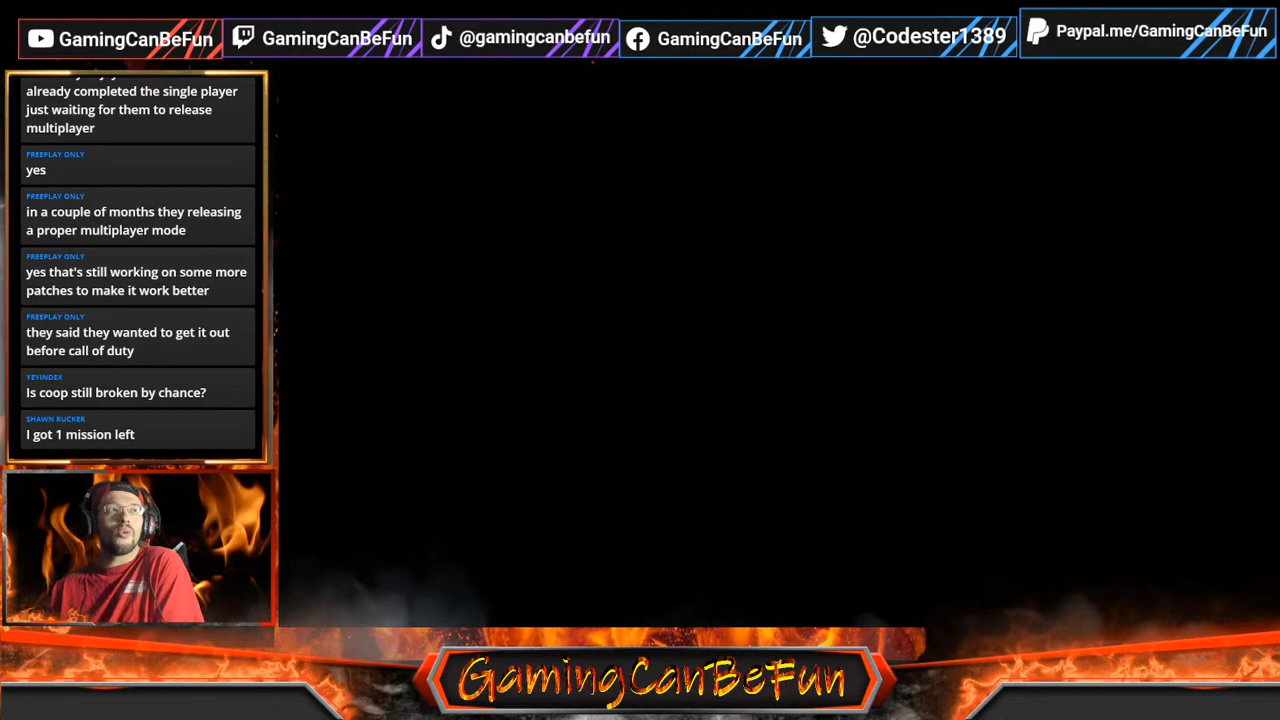 GamingCanBeFun
GamingCanBeFun
@gamingcanbefun
GamingCanBeFun
@Codester1389
Paypal.me/GamingCanBeFun
already completed the single player
just waiting for them to release
multiplayer
FREEPLAY ONLY
yes
FREEPLAY ONLY
in a couple of months they releasing
a proper multiplayer mode
FREEPLAY ONLY
yes that's still working on some more
patches to make it work better
FREEPLAY ONLY
they said they wanted to get it out
before call of duty
YEYINDEX
Is coop still broken by chance?
SHAWN RUCKER
I got 1 mission left
GamingCanBeFun